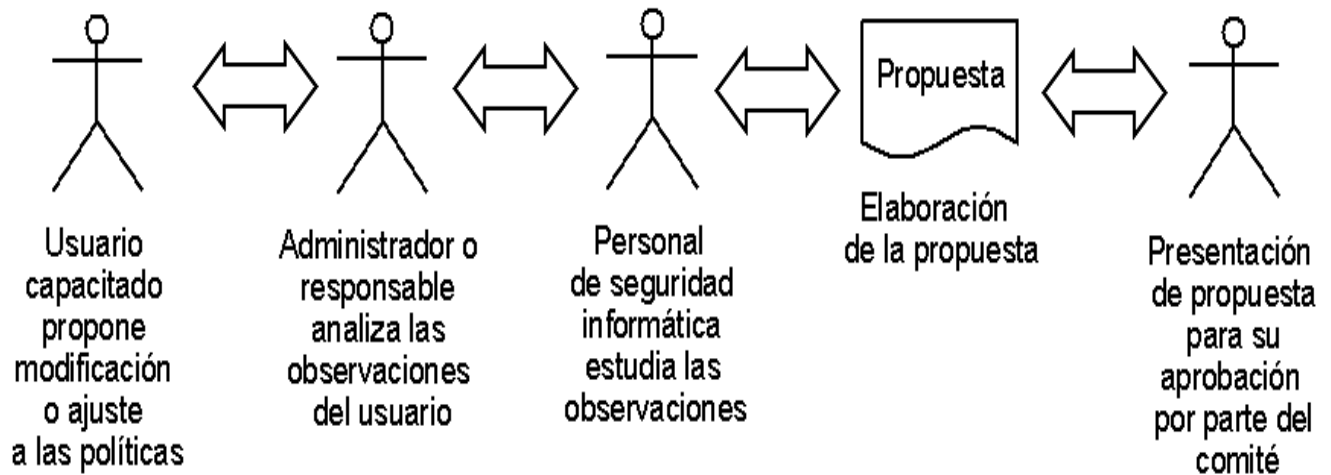 Usuario
capacitado
propone
modificación
o ajuste
a las políticas
Administrador o
responsable
analiza las
observaciones
del usuario
Personal
de seguridad
informática
estudia las
observaciones
Propuesta
Elaboración
de la propuesta
Presentación
de propuesta
para su
aprobación
por parte del
comité